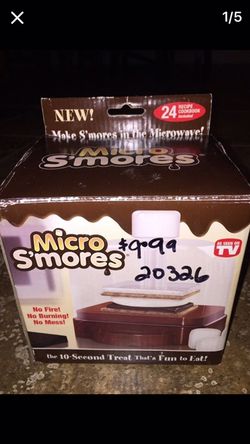 1/5
NEW!
24 RECIPE
COOKBOOK
Included
Make S'mores in the Microwave!
Micro
S'mores
Micro
S'mores
$9.99
20326
AS SEEN ON
TV
No Fire!
No Burning!
No Mess!
the 10-Second Treat That's Fun to Eat!